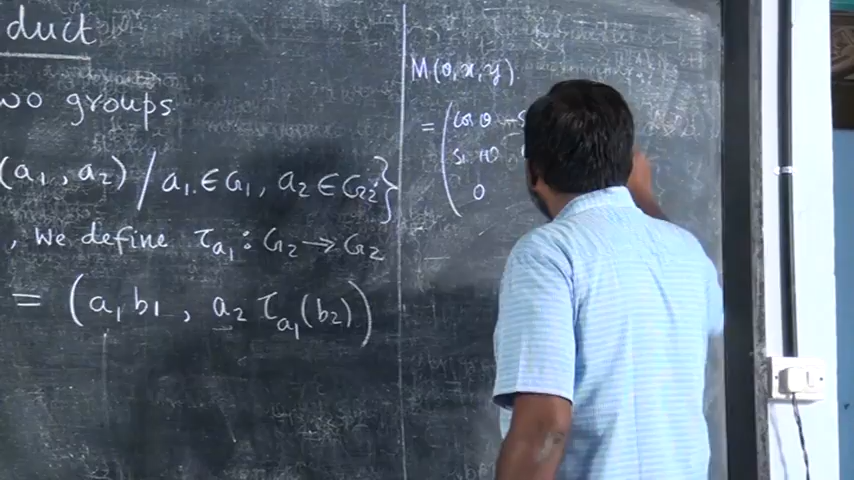 duct
wo groups
(a₁, a₂) / a₁ ∈ G₁, a₂ ∈ G₂}
, we define τ_{a₁} : G₂ → G₂
= (a₁b₁, a₂ τ_{a₁}(b₂))
M(θ, x, y)
= (cos θ -s
sin θ
0
=